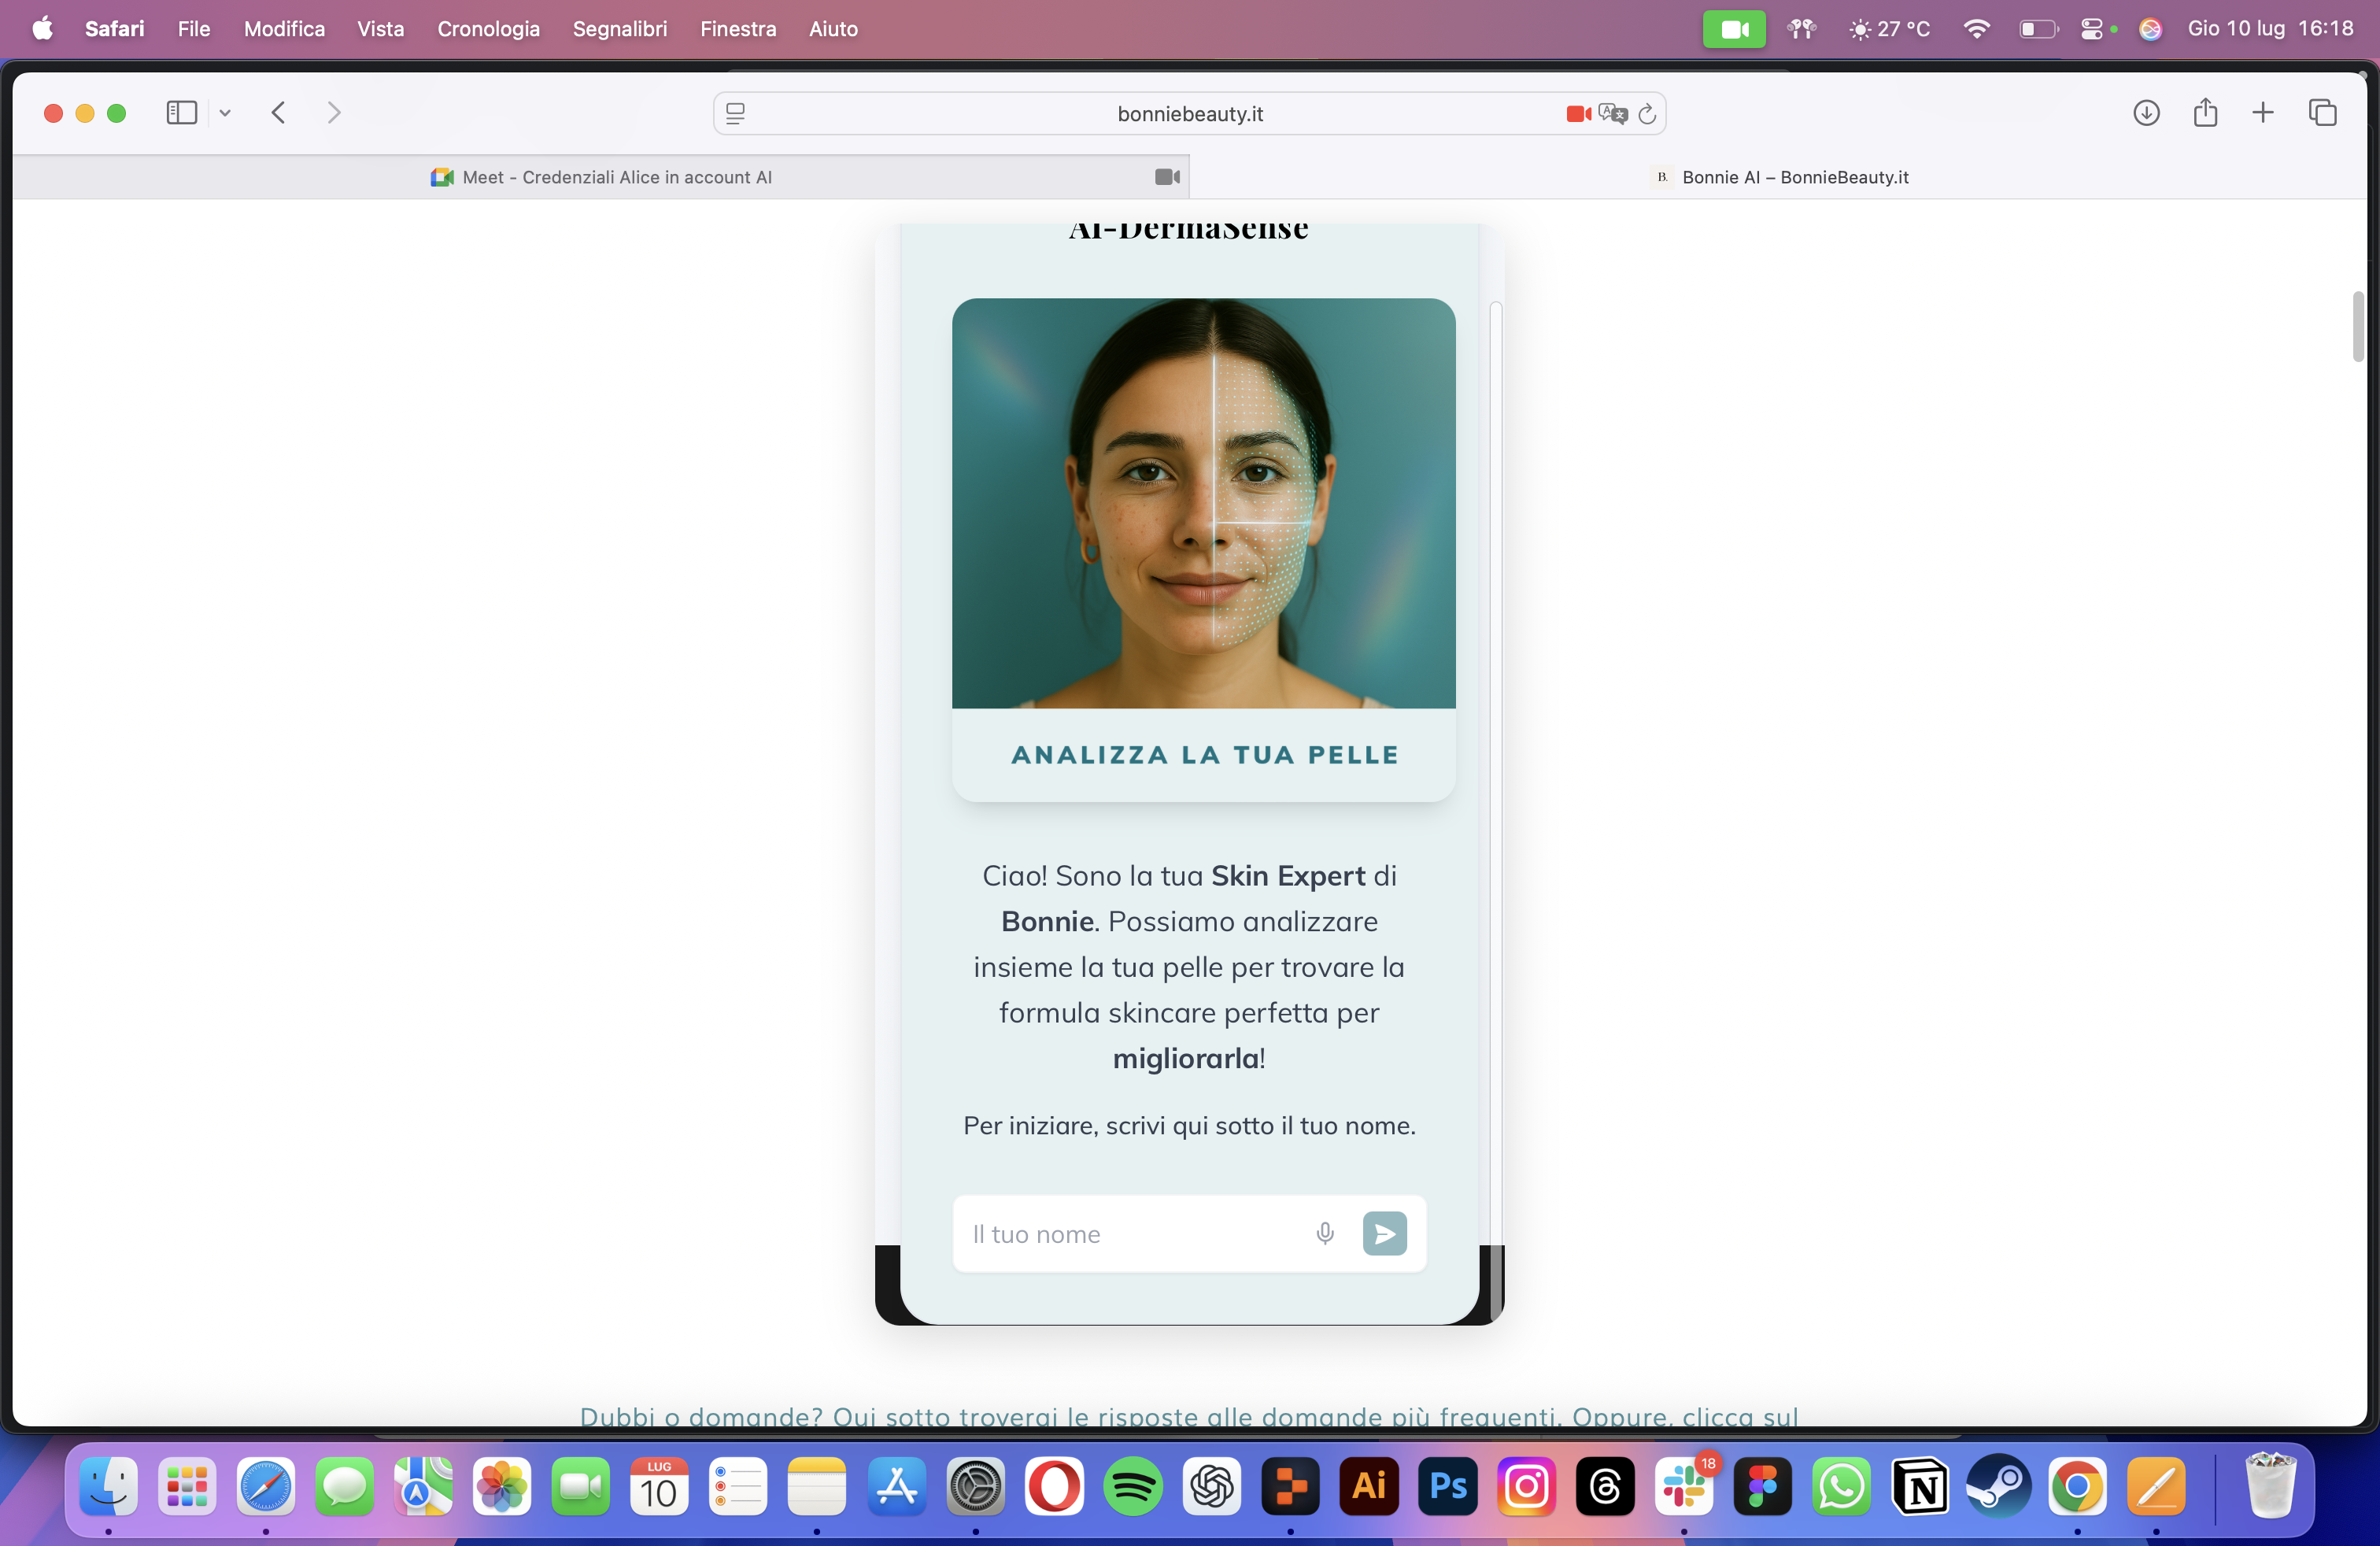 Safari File Modifica Vista Cronologia Segnalibri Finestra Aiuto 27 °C Gio 10 lug 16:18
bonniebeauty.it
Meet - Credenziali Alice in account AI
B. Bonnie AI – BonnieBeauty.it
AI-DermaSense
ANALIZZA LA TUA PELLE
Ciao! Sono la tua Skin Expert di
Bonnie. Possiamo analizzare
insieme la tua pelle per trovare la
formula skincare perfetta per
migliorarla!
Per iniziare, scrivi qui sotto il tuo nome.
Il tuo nome
Dubbi o domande? Qui sotto troverai le risposte alle domande più frequenti. Oppure, clicca sul
LUG
10
Ai
Ps
18
N